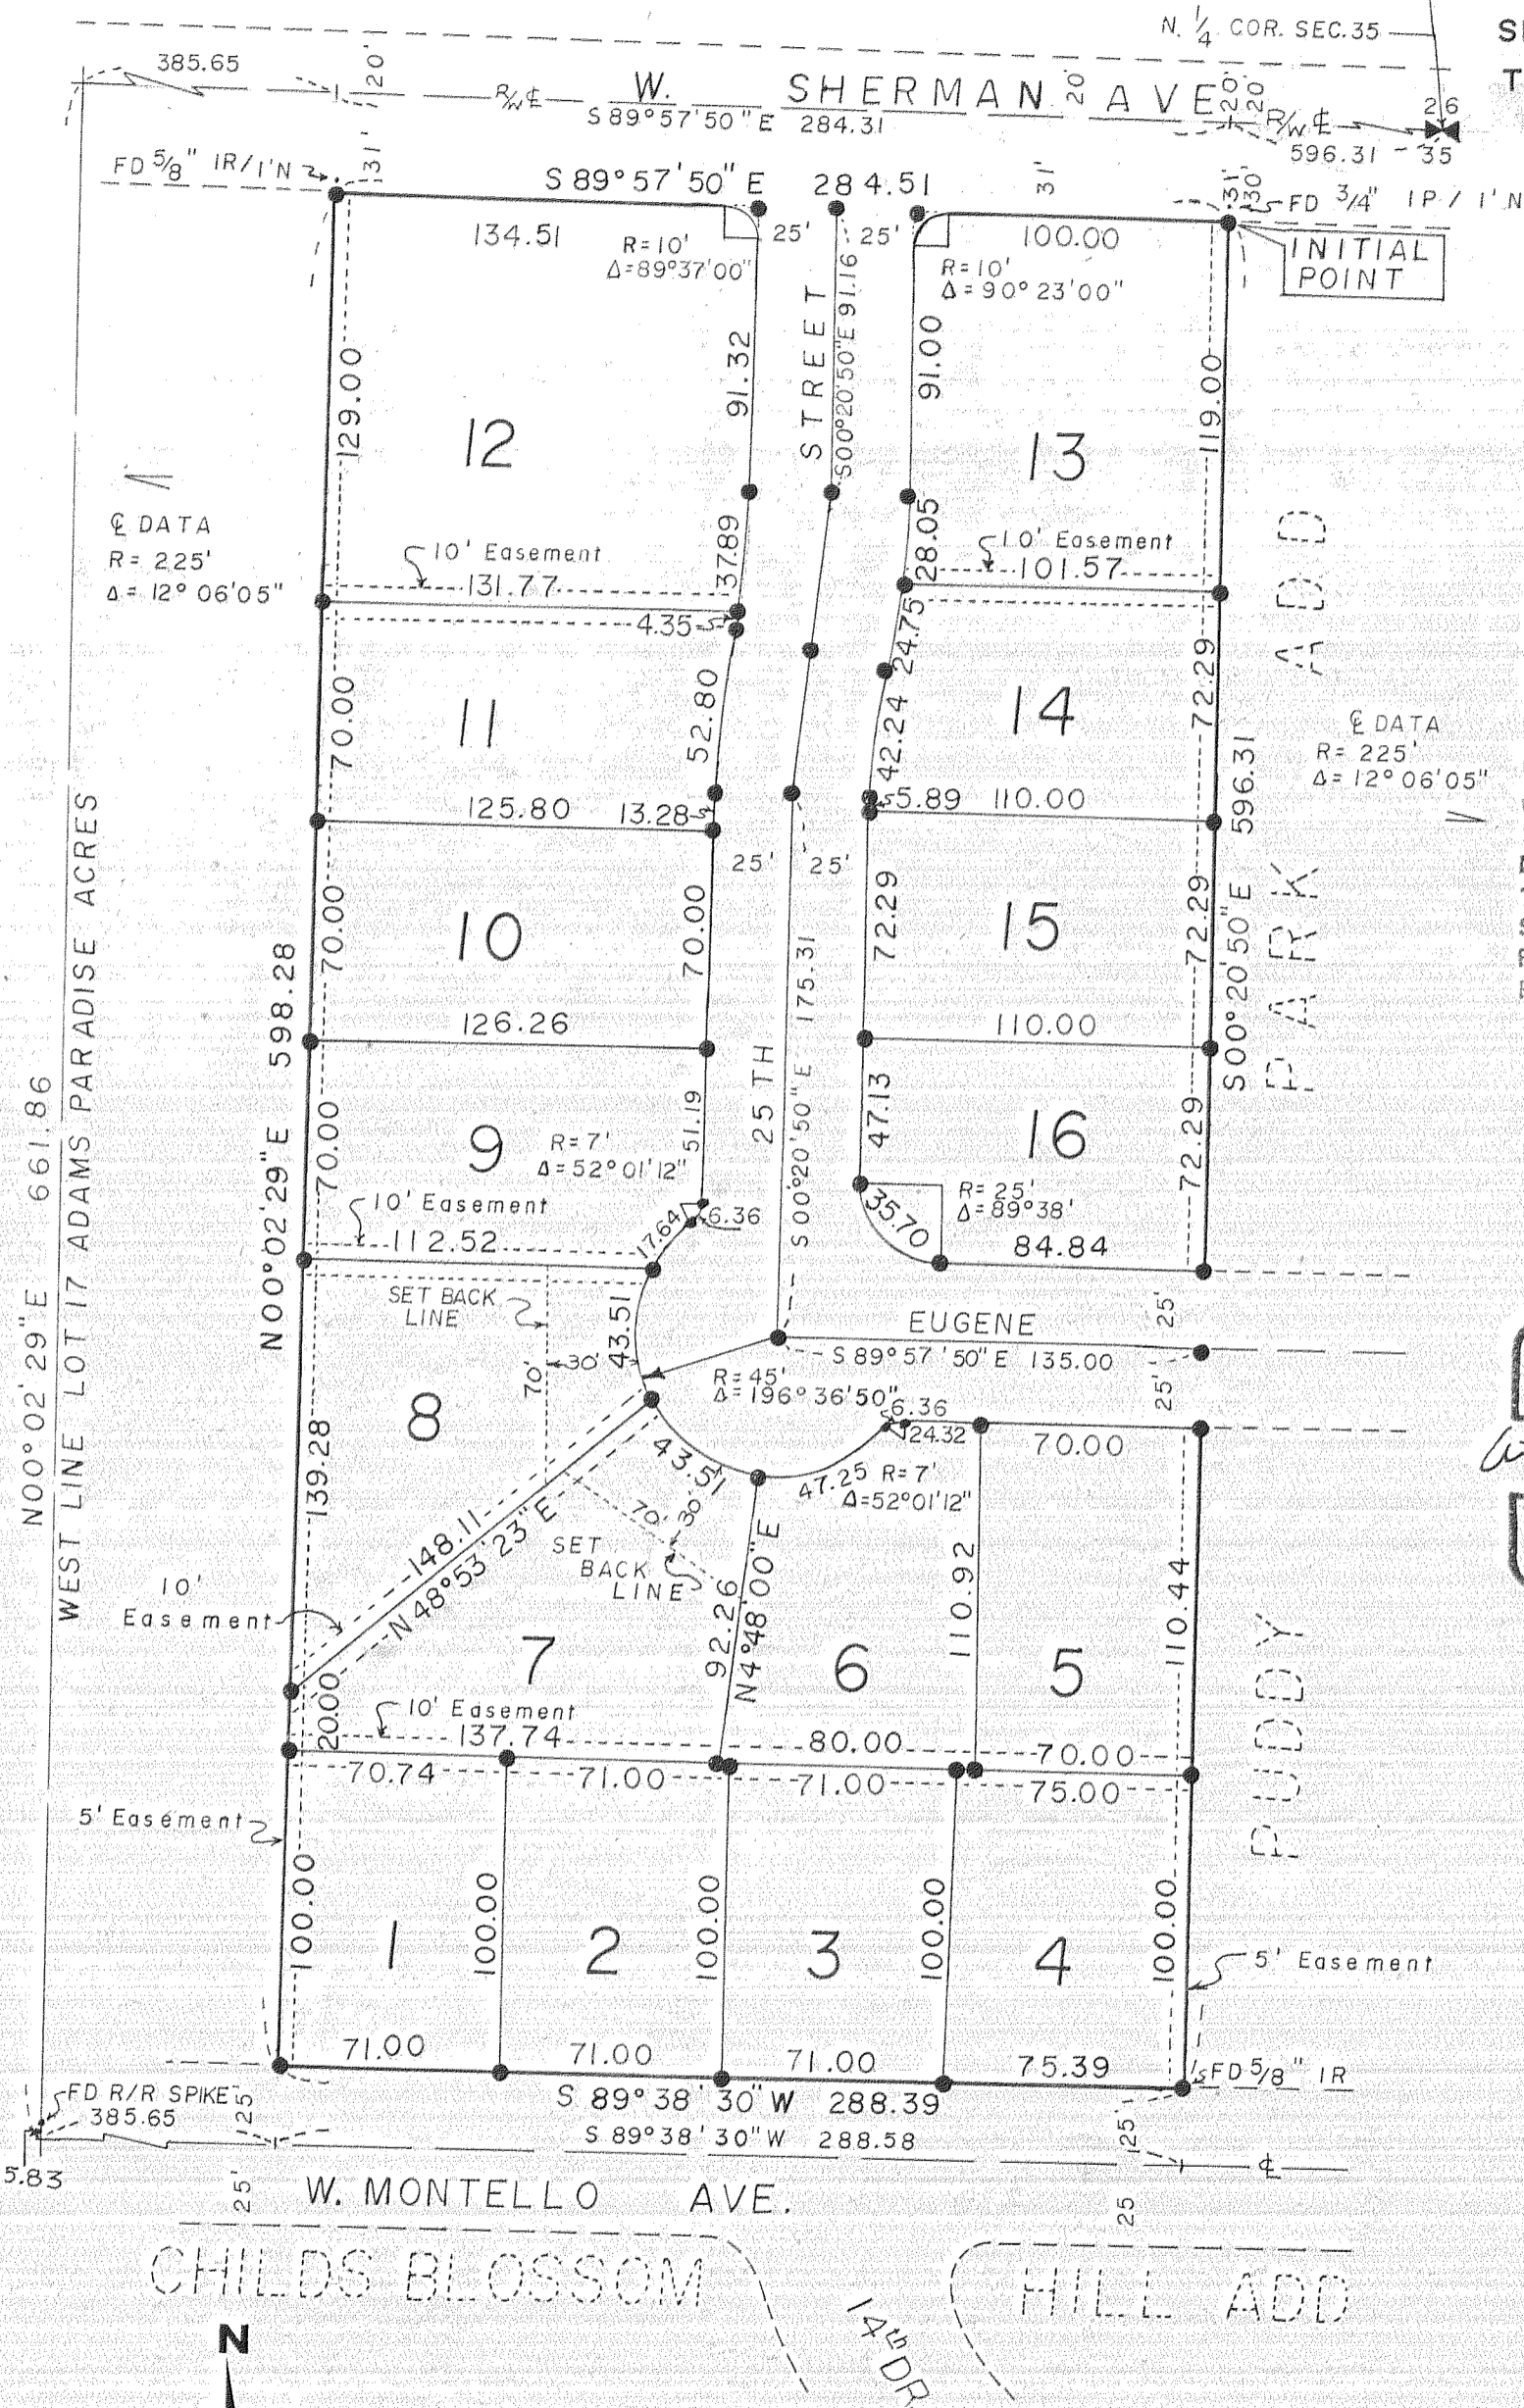 N. 1/4 COR. SEC. 35
385.65
20'
R/W ℄
W. SHERMAN AVE
20'
20'
20'
R/W ℄
26
35
S 89°57'50" E 284.31
596.31
FD 5/8" IR/1'N
31'
S 89°57'50" E 284.51
31'
31'
30'
FD 3/4" IP / 1'N
INITIAL
POINT
134.51
R=10'
Δ=89°37'00"
25'
25'
100.00
R=10'
Δ=90°23'00"
129.00
12
91.32
STREET
S00°20'50"E 91.16
91.00
13
119.00
℄ DATA
R= 225'
Δ= 12° 06'05"
10' Easement
131.77
37.89
28.05
10' Easement
101.57
4.35
24.75
70.00
11
52.80
42.24
14
72.29
℄ DATA
R= 225'
Δ= 12° 06'05"
125.80
13.28
5.89
110.00
25'
25'
70.00
10
70.00
72.29
15
72.29
126.26
110.00
N00°02'29"E 598.28
S00°20'50"E 596.31
N00°02'29"E 661.86
WEST LINE LOT 17 ADAMS PARADISE ACRES
PUDDY PARK ADD
25 TH
S00°20'50"E 175.31
70.00
9
R= 7'
Δ=52°01'12"
51.19
47.13
16
72.29
10' Easement
112.52
17.64
6.36
35.70
R= 25'
Δ=89°38'
84.84
SET BACK
LINE
43.51
70'
30'
EUGENE
S 89°57'50"E 135.00
25'
25'
8
139.28
R= 45'
Δ=196°36'50"
6.36
24.32
70.00
43.51
47.25
R= 7'
Δ=52°01'12"
148.11
N 48°53'23"E
70'
30'
SET
BACK
LINE
10'
Easement
7
92.26
N4°48'00"E
6
110.92
5
110.44
20.00
10' Easement
137.74
80.00
70.00
70.74
71.00
71.00
75.00
5' Easement
100.00
1
100.00
2
100.00
3
100.00
4
100.00
5' Easement
71.00
71.00
71.00
75.39
FD 5/8" IR
FD R/R SPIKE
385.65
25'
S 89°38'30"W 288.39
S 89°38'30"W 288.58
25'
℄
5.83
25'
W. MONTELLO AVE.
25
CHILDS BLOSSOM HILL ADD
14th DR
N